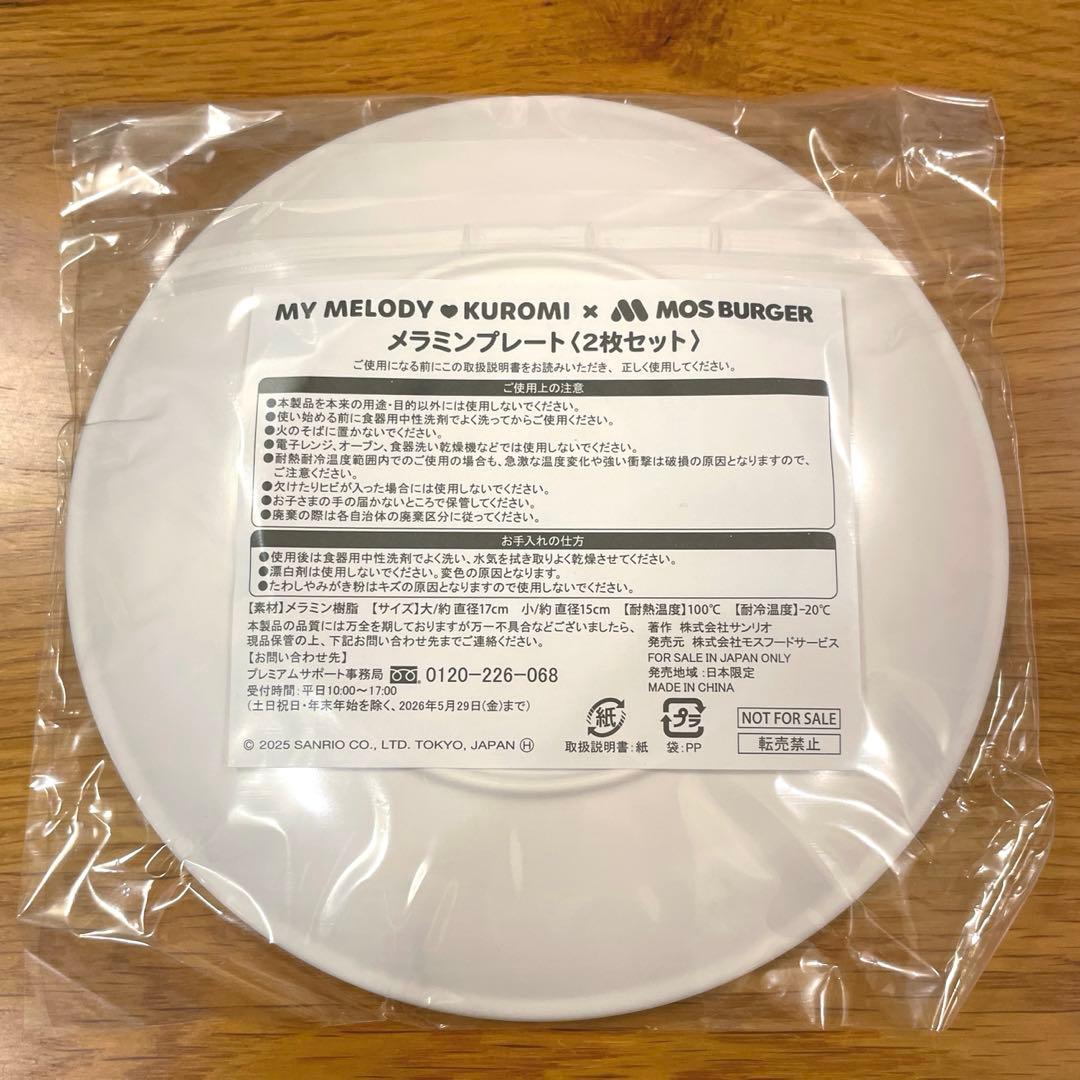 MY MELODY♥KUROMI × MOS BURGER
メラミンプレート〈2枚セット〉
ご使用になる前にこの取扱説明書をお読みいただき、正しく使用してください。
ご使用上の注意
●本製品を本来の用途・目的以外には使用しないでください。
●使い始める前に食器用中性洗剤でよく洗ってからご使用ください。
●火のそばに置かないでください。
●電子レンジ、オーブン、食器洗い乾燥機などでは使用しないでください。
●耐熱耐冷温度範囲内でのご使用の場合も、急激な温度変化や強い衝撃は破損の原因となりますので、
ご注意ください。
●欠けたりヒビが入った場合には使用しないでください。
●お子さまの手の届かないところで保管してください。
●廃棄の際は各自治体の廃棄区分に従ってください。
お手入れの仕方
●使用後は食器用中性洗剤でよく洗い、水気を拭き取りよく乾燥させてください。
●漂白剤は使用しないでください。変色の原因となります。
●たわしやみがき粉はキズの原因となりますので使用しないでください。
【素材】メラミン樹脂 【サイズ】大/約 直径17cm 小/約 直径15cm 【耐熱温度】100℃ 【耐冷温度】-20℃
本製品の品質には万全を期しておりますが万一不具合などございましたら、
現品保管の上、下記お問い合わせ先までご連絡ください。
【お問い合わせ先】
プレミアムサポート事務局 0120-226-068
受付時間:平日10:00〜17:00
(土日祝日・年末年始を除く、2026年5月29日(金)まで)
著作 株式会社サンリオ
発売元 株式会社モスフードサービス
FOR SALE IN JAPAN ONLY
発売地域:日本限定
MADE IN CHINA
紙
取扱説明書:紙
プラ
袋:PP
NOT FOR SALE
転売禁止
© 2025 SANRIO CO., LTD. TOKYO, JAPAN Ⓗ